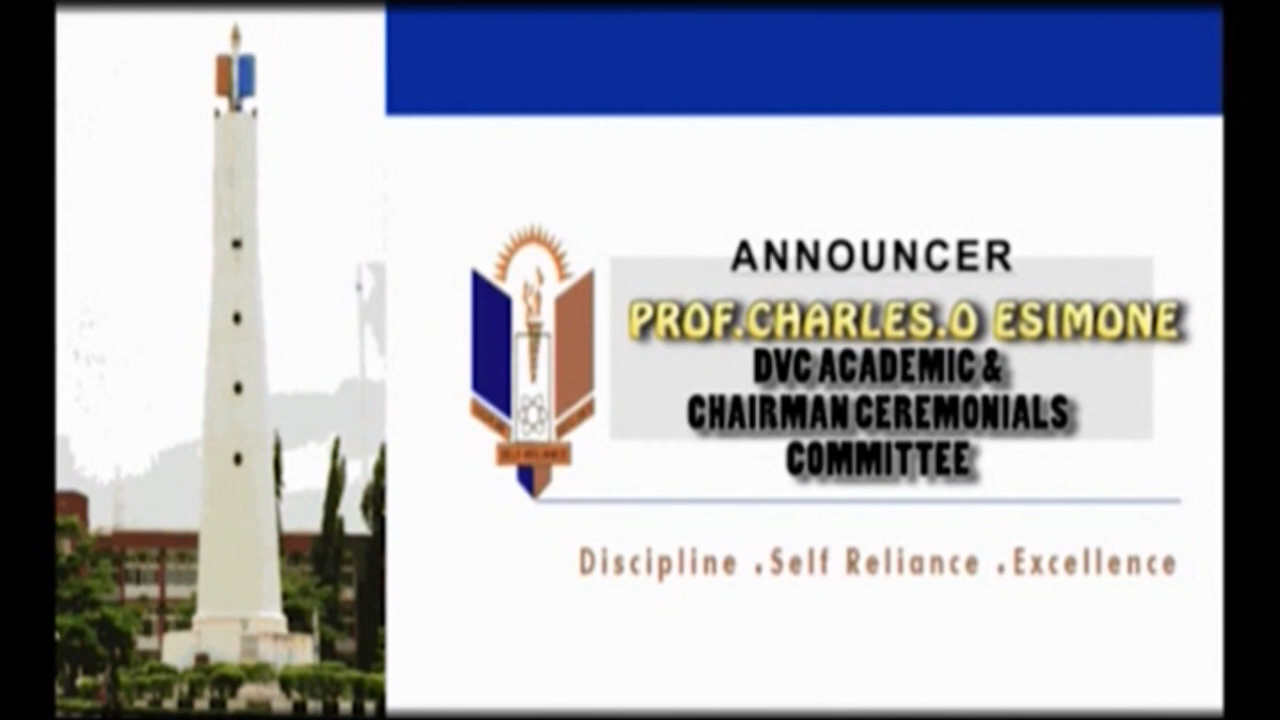 ANNOUNCER
PROF.CHARLES.O ESIMONE
DVC ACADEMIC &
CHAIRMAN CEREMONIALS
COMMITTEE
Discipline .Self Reliance .Excellence